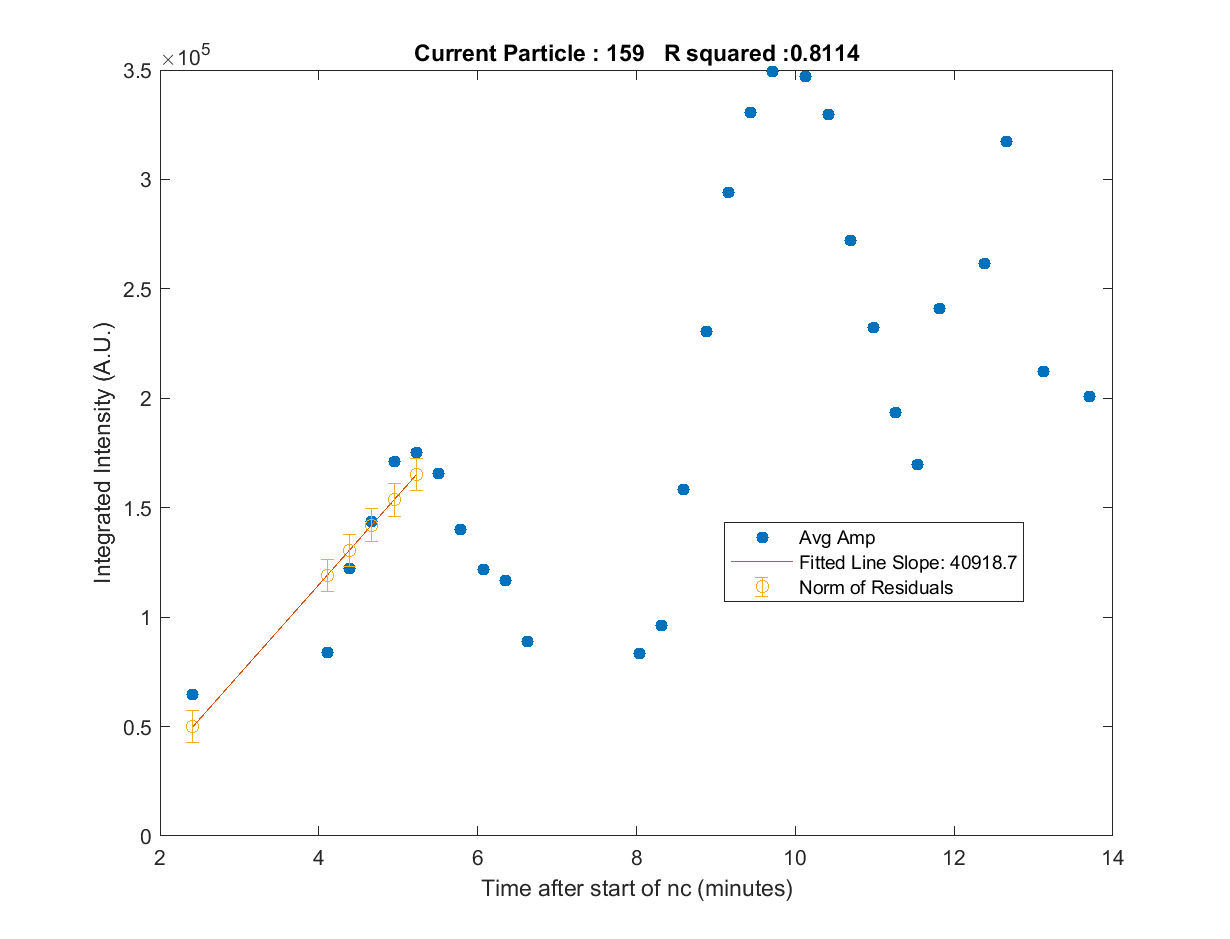 Current Particle : 159   R squared :0.8114
×10^5
3.5
3
2.5
2
1.5
1
0.5
0
2 4 6 8 10 12 14
Integrated Intensity (A.U.)
Time after start of nc (minutes)
Avg Amp
Fitted Line Slope: 40918.7
Norm of Residuals